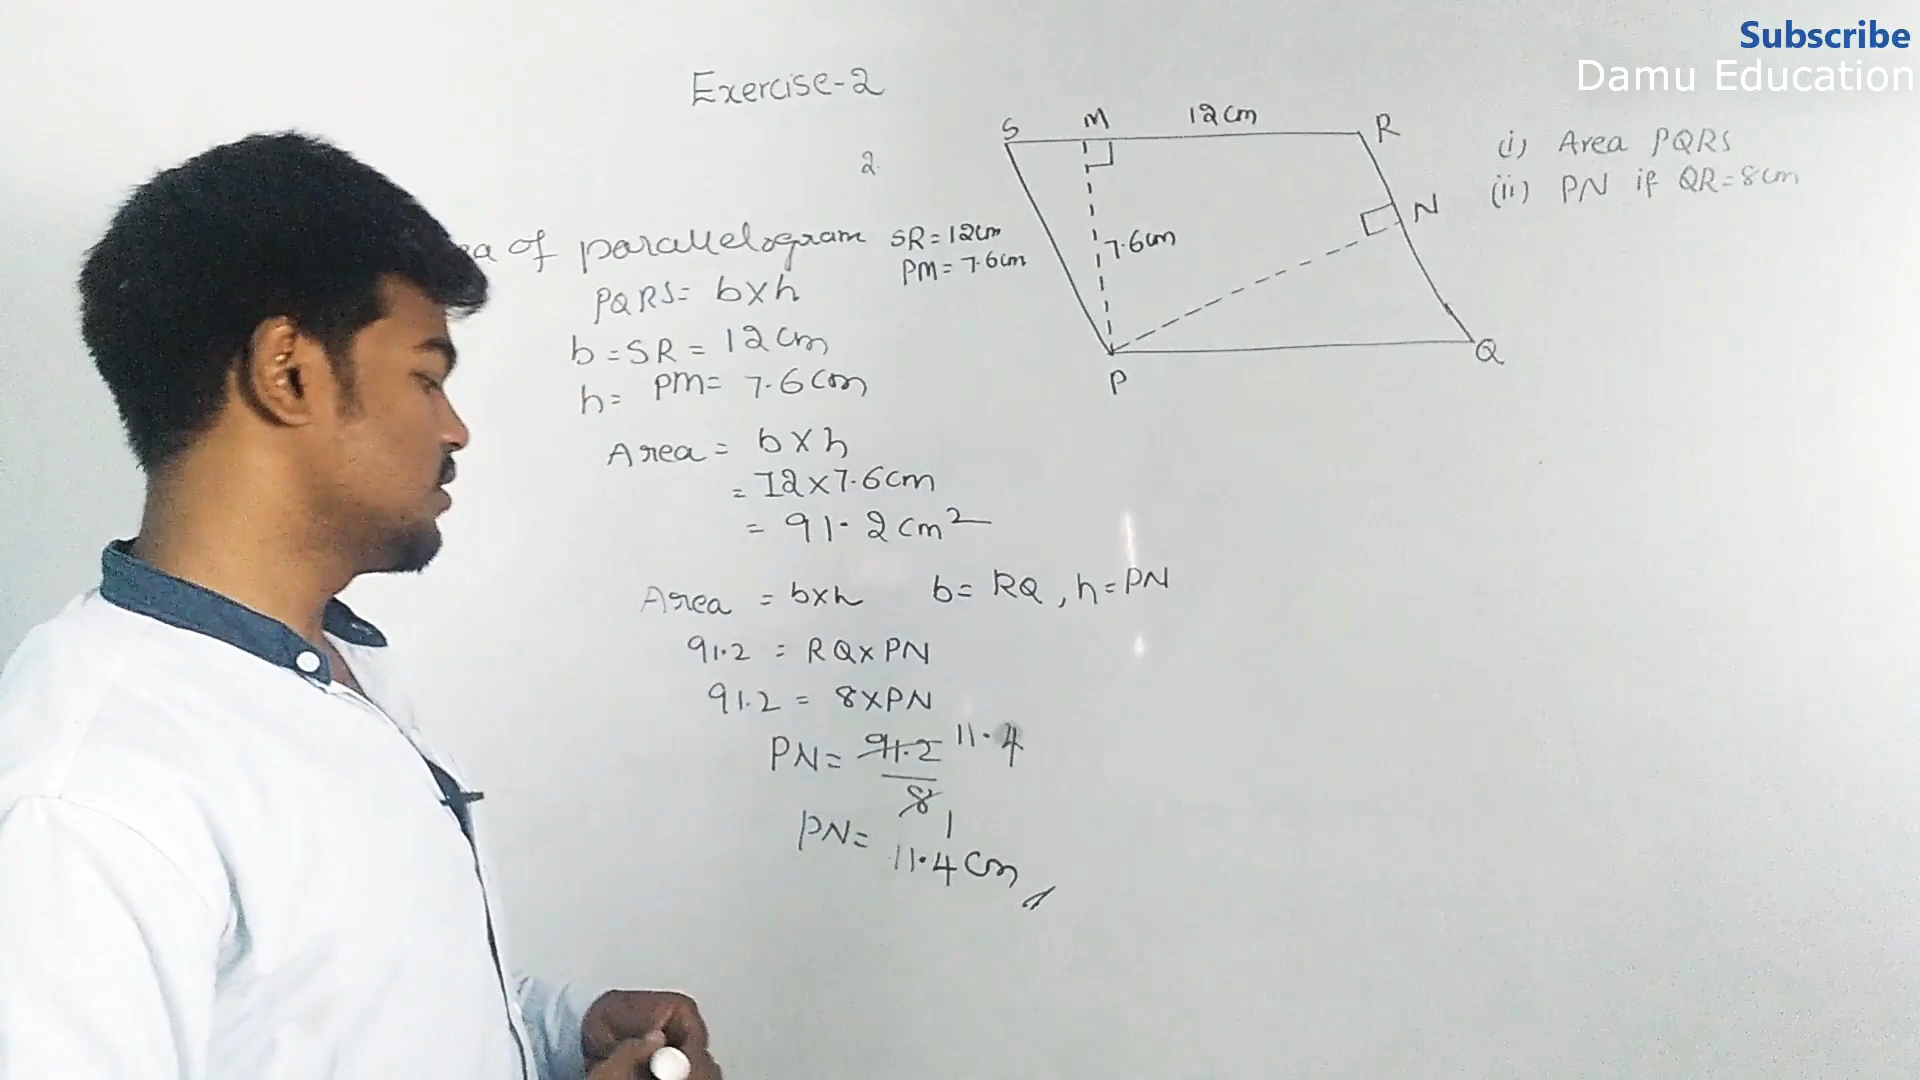 Subscribe
Damu Education
Exercise-2
2.
S M 12cm R
7.6cm
N
P
Q
(i) Area PQRS
(ii) PN if QR=8cm
of parallelogram
SR=12cm
PM=7.6cm
PQRS= b×h
b=SR= 12cm
h= PM= 7.6cm
Area= b×h
= 12×7.6cm
= 91.2cm²
Area = b×h b= RQ, h=PN
91.2 = RQ×PN
91.2 = 8×PN
PN= 91.2 11.4
8
1
PN= 11.4cm